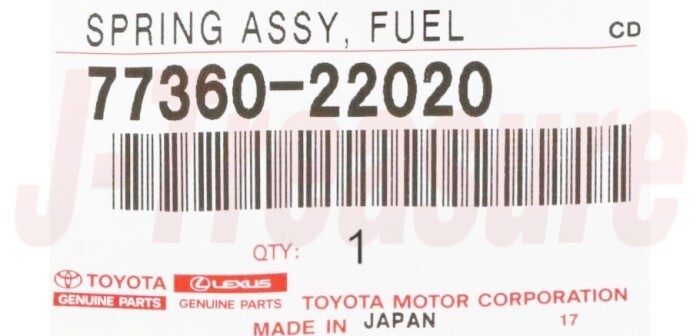 SPRING ASSY, FUEL CD
77360-22020
J-Treasure
QTY: 1
TOYOTA LEXUS
GENUINE PARTS GENUINE PARTS TOYOTA MOTOR CORPORATION
MADE IN JAPAN 17